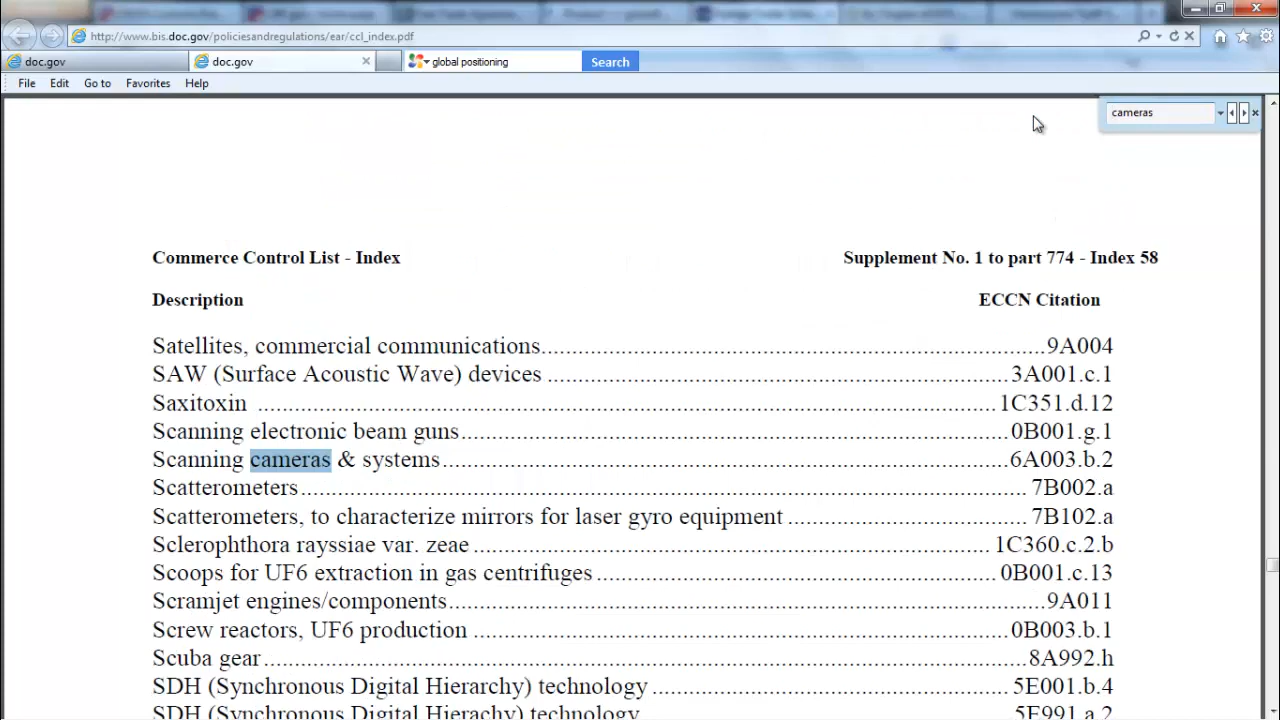 http://www.bis.doc.gov/policiesandregulations/ear/ccl_index.pdf
doc.gov
doc.gov
global positioning
Search
File Edit Go to Favorites Help
cameras
Commerce Control List - Index Supplement No. 1 to part 774 - Index 58
Description ECCN Citation
Satellites, commercial communications 9A004
SAW (Surface Acoustic Wave) devices 3A001.c.1
Saxitoxin 1C351.d.12
Scanning electronic beam guns 0B001.g.1
Scanning cameras & systems 6A003.b.2
Scatterometers 7B002.a
Scatterometers, to characterize mirrors for laser gyro equipment 7B102.a
Sclerophthora rayssiae var. zeae 1C360.c.2.b
Scoops for UF6 extraction in gas centrifuges 0B001.c.13
Scramjet engines/components 9A011
Screw reactors, UF6 production 0B003.b.1
Scuba gear 8A992.h
SDH (Synchronous Digital Hierarchy) technology 5E001.b.4
SDH (Synchronous Digital Hierachy) technology 5E991.a.2